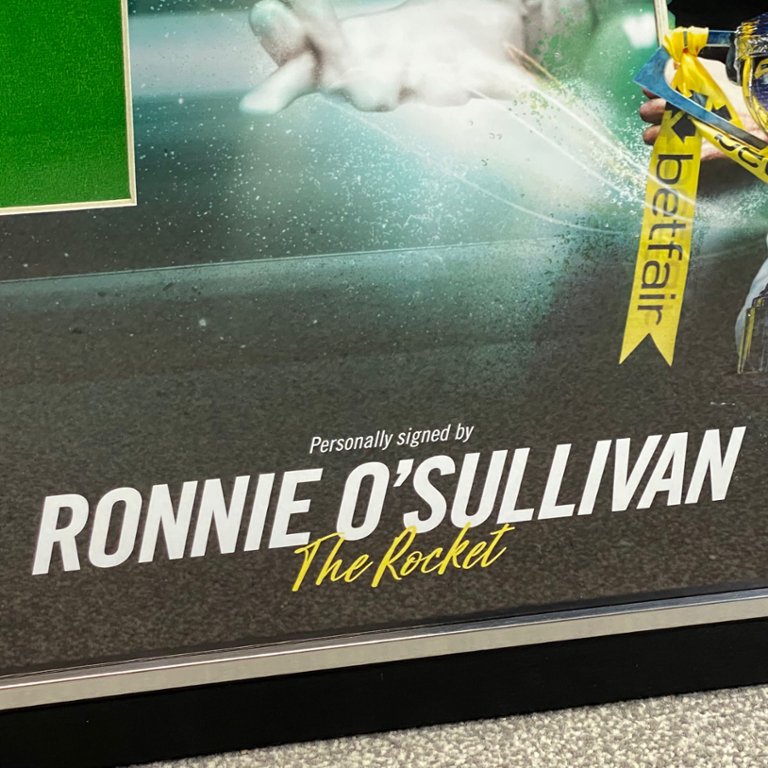 betfair
Personally signed by
RONNIE O'SULLIVAN
The Rocket